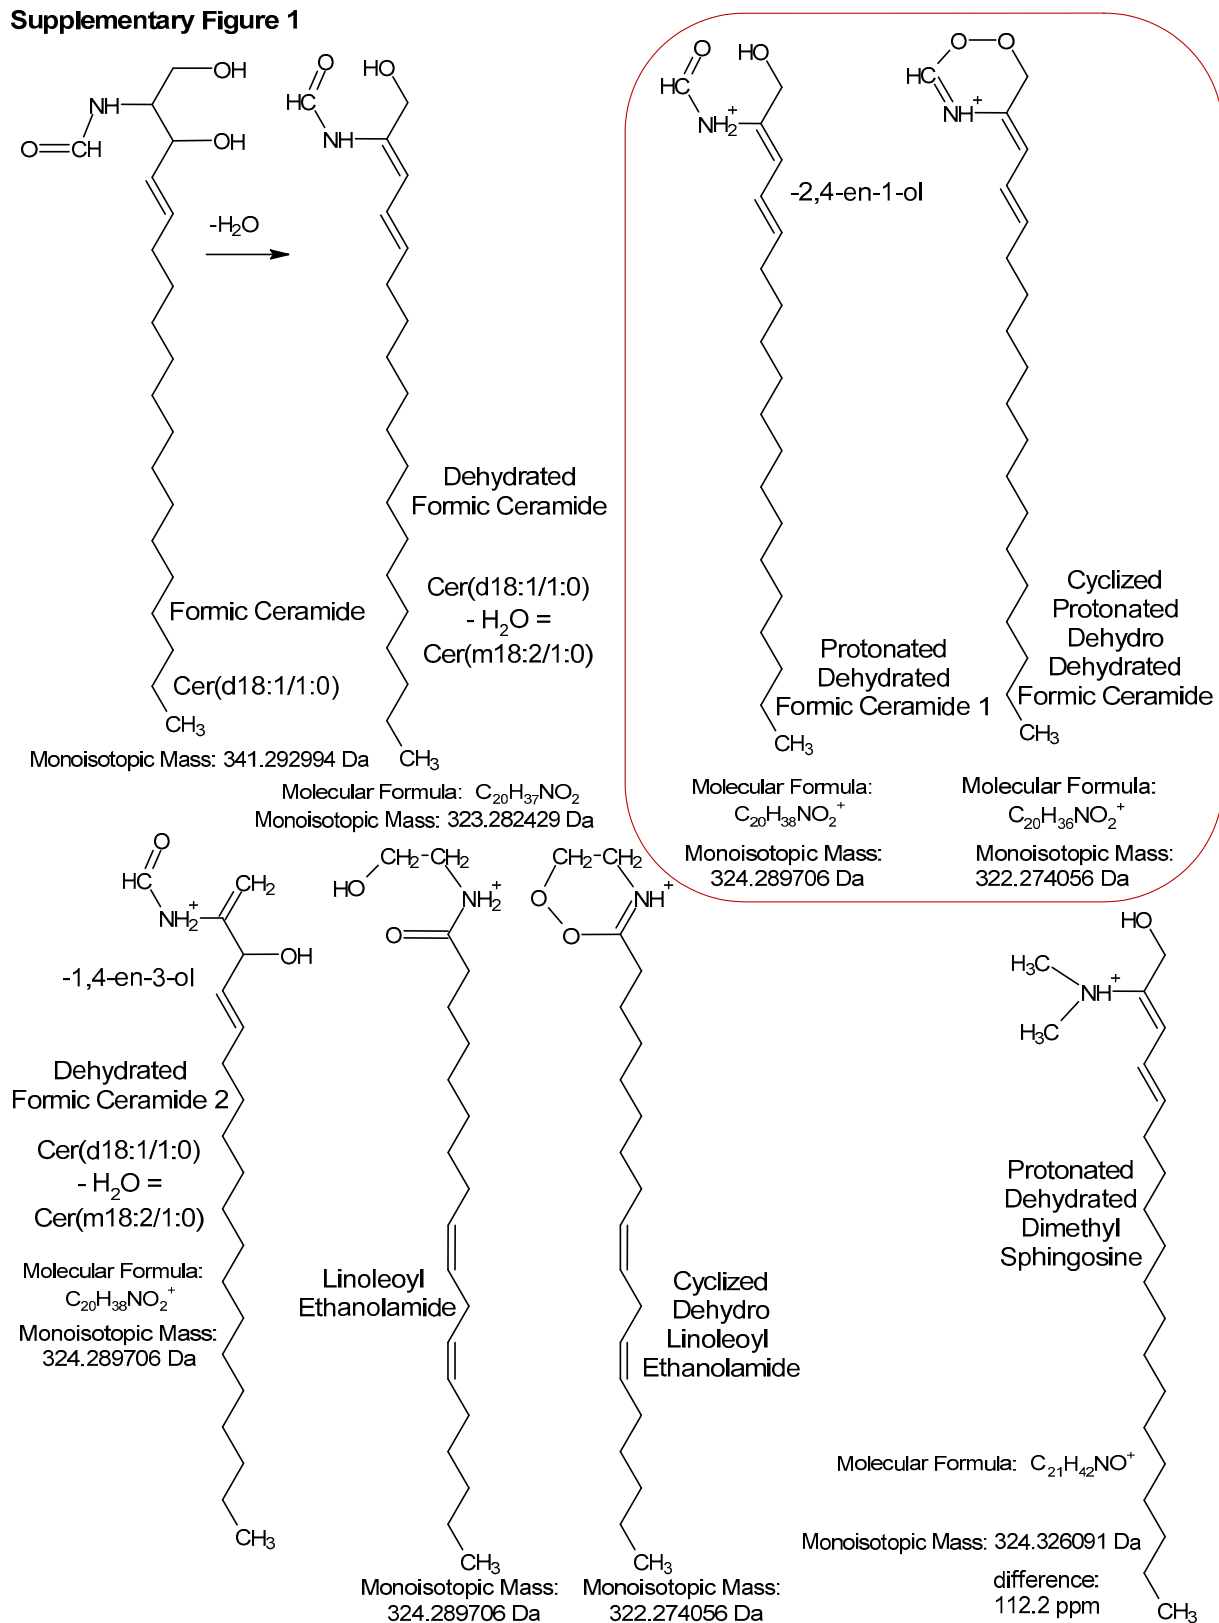 Supplementary Figure 1
OH
NH
OH
O
CH
-H2O
Formic Ceramide
Cer(d18:1/1:0)
CH3
Monoisotopic Mass: 341.292994 Da
O
HO
HC
NH
Dehydrated
Formic Ceramide
Cer(d18:1/1:0)
- H2O =
Cer(m18:2/1:0)
CH3
Molecular Formula: C20H37NO2
Monoisotopic Mass: 323.282429 Da
O
HO
HC
NH2+
-2,4-en-1-ol
Protonated
Dehydrated
Formic Ceramide 1
CH3
Molecular Formula:
C20H38NO2+
Monoisotopic Mass:
324.289706 Da
O
O
HC
NH+
Cyclized
Protonated
Dehydro
Dehydrated
Formic Ceramide
CH3
Molecular Formula:
C20H36NO2+
Monoisotopic Mass:
322.274056 Da
O
HC
CH2
NH2+
OH
-1,4-en-3-ol
Dehydrated
Formic Ceramide 2
Cer(d18:1/1:0)
- H2O =
Cer(m18:2/1:0)
Molecular Formula:
C20H38NO2+
Monoisotopic Mass:
324.289706 Da
CH3
CH2-CH2
HO
NH2+
O
Linoleoyl
Ethanolamide
CH3
Monoisotopic Mass:
324.289706 Da
CH2-CH2
O
NH+
O
Cyclized
Dehydro
Linoleoyl
Ethanolamide
CH3
Monoisotopic Mass:
322.274056 Da
HO
H3C
NH+
H3C
Protonated
Dehydrated
Dimethyl
Sphingosine
Molecular Formula: C21H42NO+
Monoisotopic Mass: 324.326091 Da
difference:
112.2 ppm
CH3